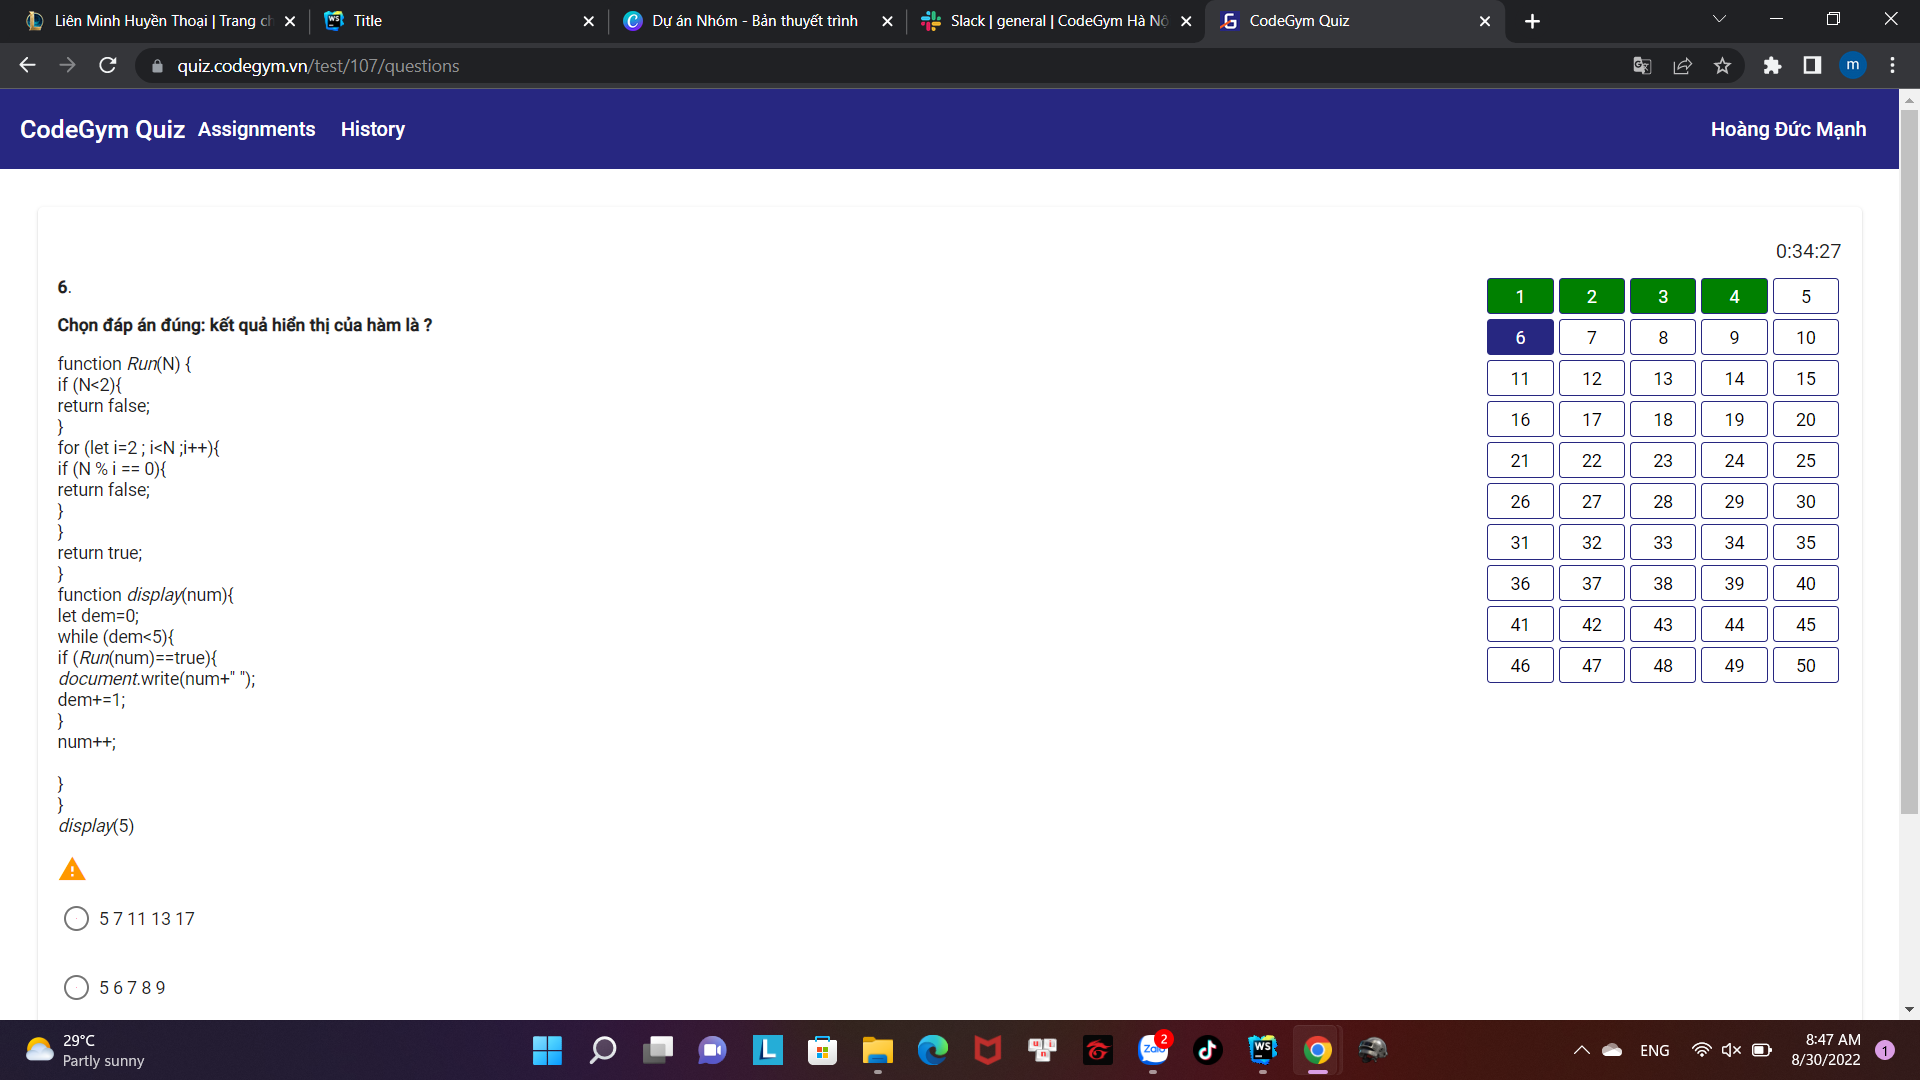 Liên Minh Huyền Thoại | Trang ch
Title
Dự án Nhóm - Bản thuyết trình
Slack | general | CodeGym Hà Nộ
CodeGym Quiz
quiz.codegym.vn/test/107/questions
m
CodeGym Quiz Assignments History Hoàng Đức Mạnh
0:34:27
6.
Chọn đáp án đúng: kết quả hiển thị của hàm là ?
function Run(N) {
if (N<2){
return false;
}
for (let i=2 ; i<N ;i++){
if (N % i == 0){
return false;
}
}
return true;
}
function display(num){
let dem=0;
while (dem<5){
if (Run(num)==true){
document.write(num+" ");
dem+=1;
}
num++;
}
}
display(5)
5 7 11 13 17
5 6 7 8 9
1 2 3 4 5
6 7 8 9 10
11 12 13 14 15
16 17 18 19 20
21 22 23 24 25
26 27 28 29 30
31 32 33 34 35
36 37 38 39 40
41 42 43 44 45
46 47 48 49 50
29°C
Partly sunny
L
Zalo
2
WS
ENG
8:47 AM
8/30/2022
1